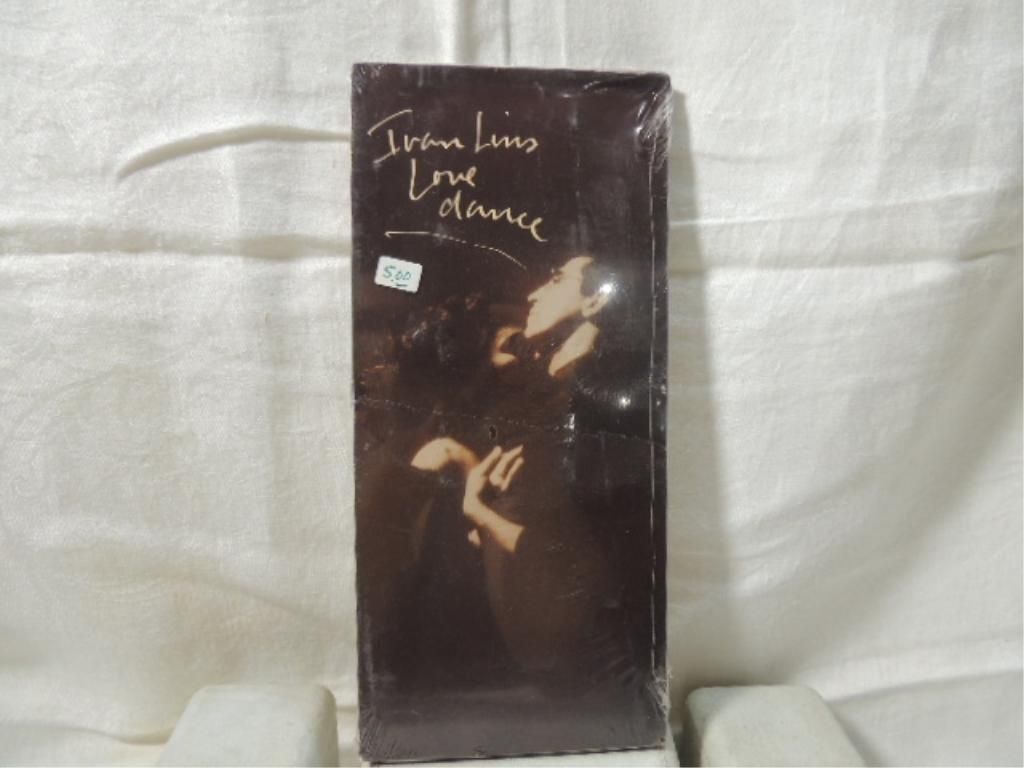 Ivan Lins
Love
dance
5.00